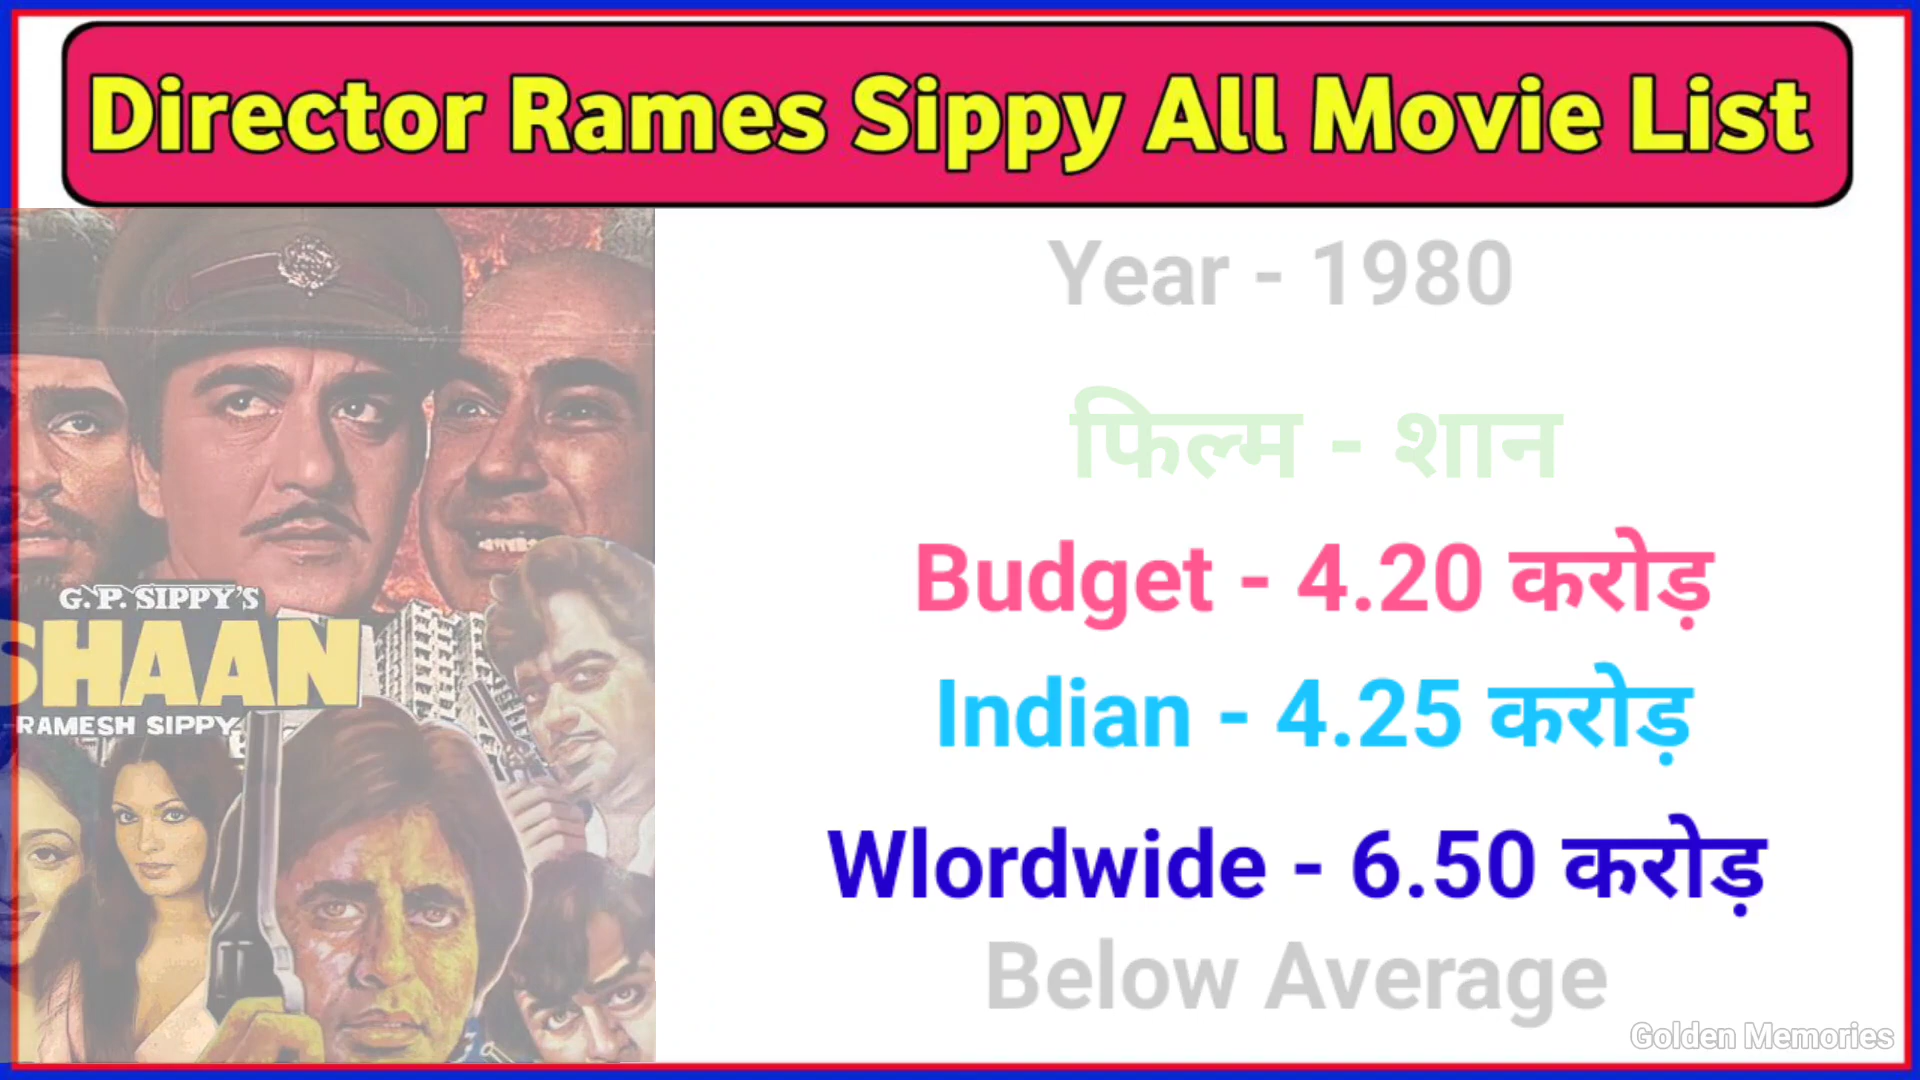 Director Rames Sippy All Movie List
Year - 1980
फिल्म - शान
Budget - 4.20 करोड़
Indian - 4.25 करोड़
Wlordwide - 6.50 करोड़
Below Average
G.P. SIPPY'S
SHAAN
RAMESH SIPPY
Golden Memories